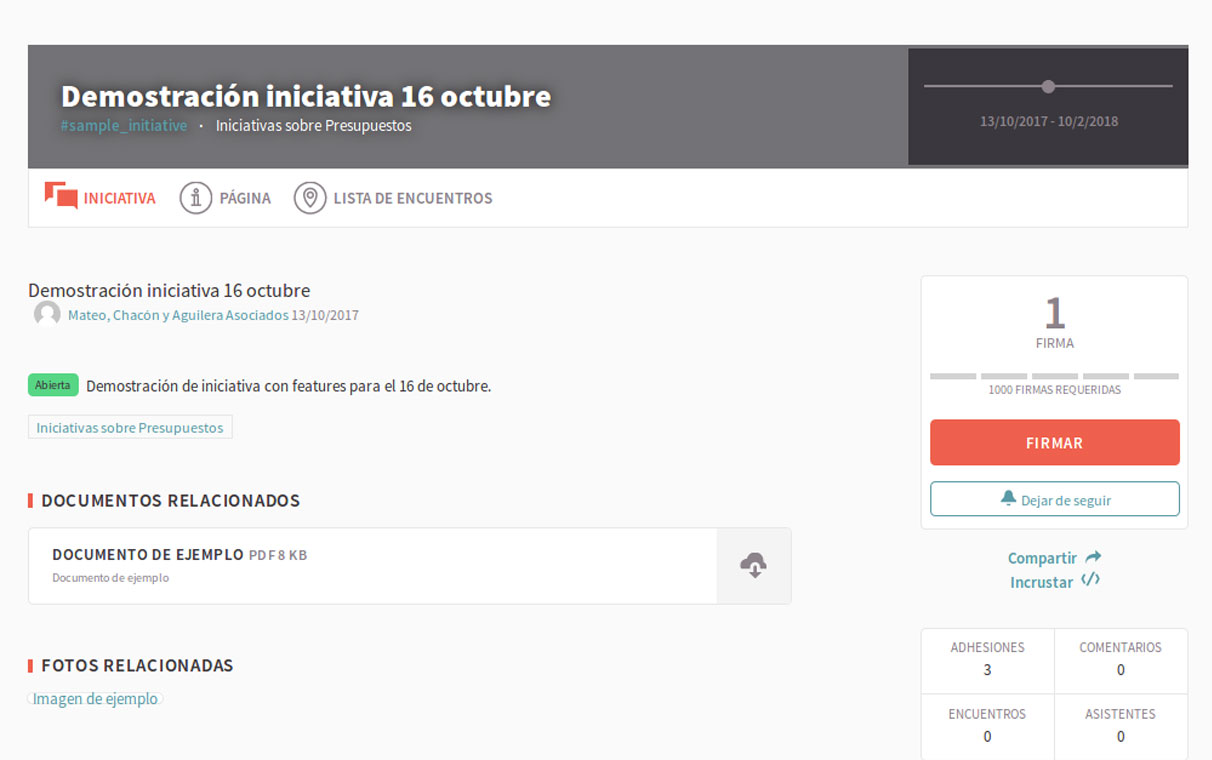 Demostración iniciativa 16 octubre
#sample_initiative · Iniciativas sobre Presupuestos
13/10/2017 - 10/2/2018
INICIATIVA PÁGINA LISTA DE ENCUENTROS
Demostración iniciativa 16 octubre
Mateo, Chacón y Aguilera Asociados 13/10/2017
Abierta Demostración de iniciativa con features para el 16 de octubre.
Iniciativas sobre Presupuestos
DOCUMENTOS RELACIONADOS
DOCUMENTO DE EJEMPLO PDF 8 KB
Documento de ejemplo
FOTOS RELACIONADAS
Imagen de ejemplo
1
FIRMA
1000 FIRMAS REQUERIDAS
FIRMAR
Dejar de seguir
Compartir
Incrustar
ADHESIONES COMENTARIOS
3 0
ENCUENTROS ASISTENTES
0 0